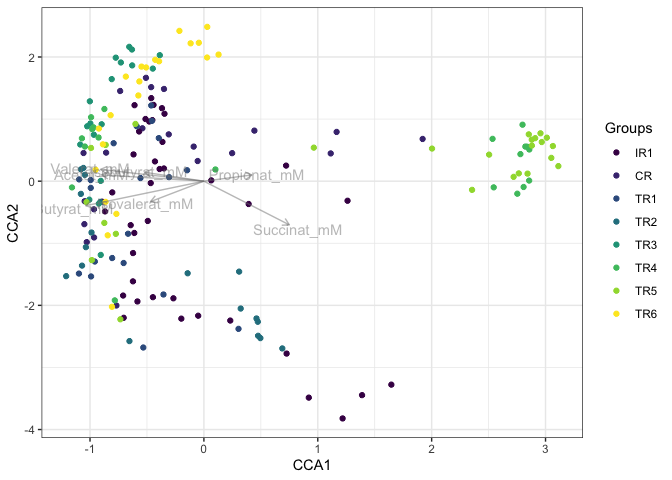 CCA2
2
0
-2
-4
Propionat_mM
Succinat_mM
-1
0
1
2
3
CCA1
Groups
IR1
CR
TR1
TR2
TR3
TR4
TR5
TR6